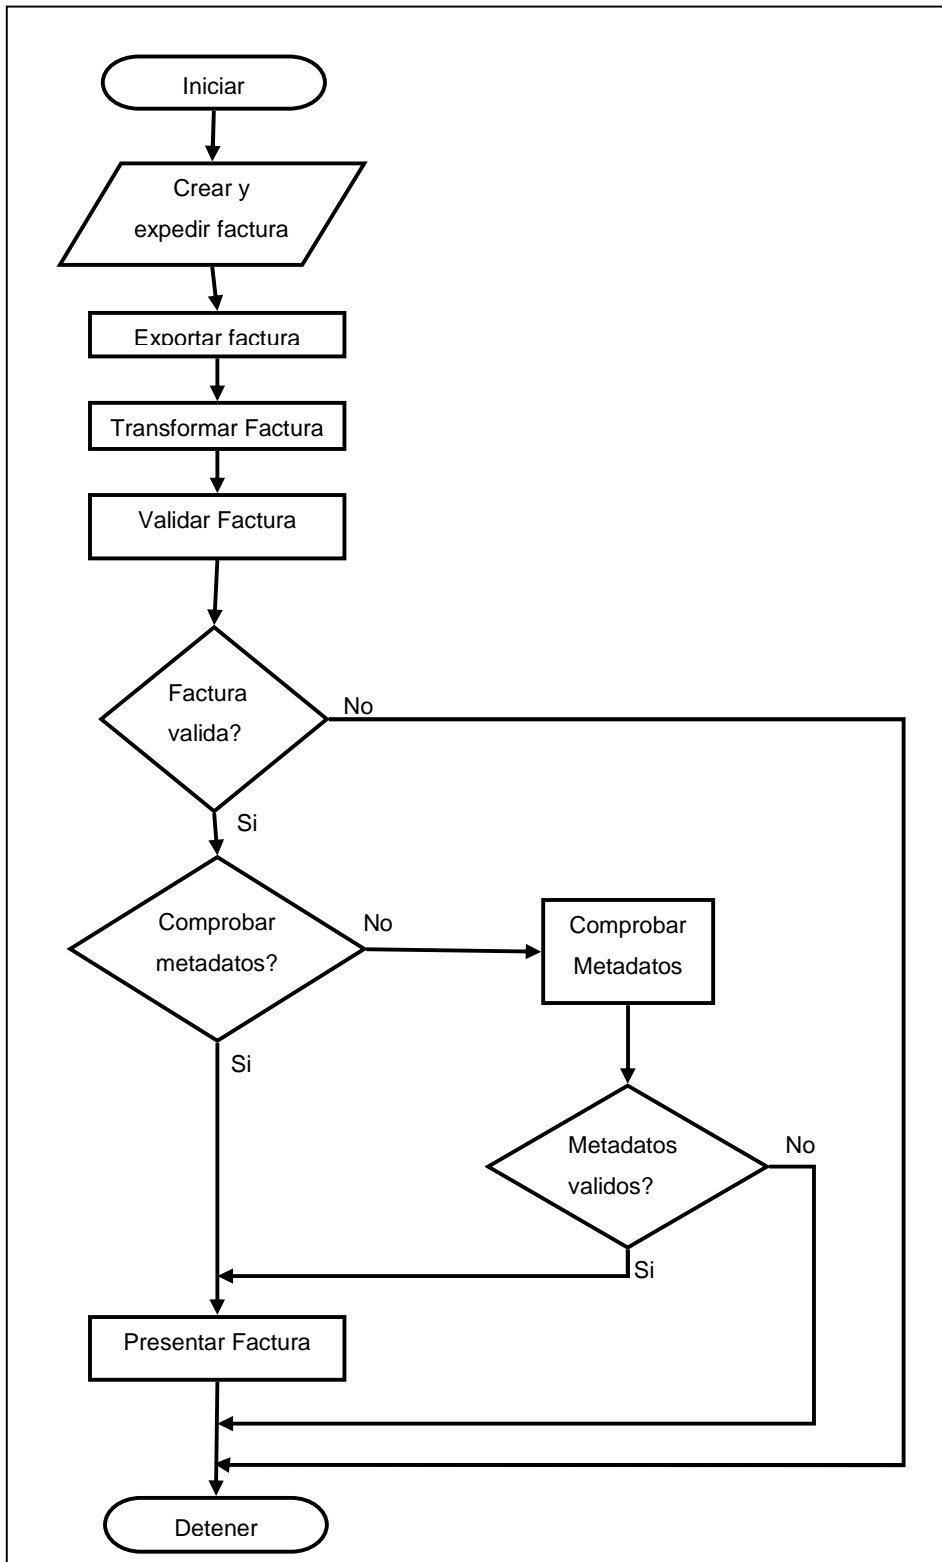 Iniciar
Crear y
expedir factura
Exportar factura
Transformar Factura
Validar Factura
Factura
valida?
No
Si
Comprobar
metadatos?
No
Comprobar
Metadatos
Si
Metadatos
validos?
No
Si
Presentar Factura
Detener